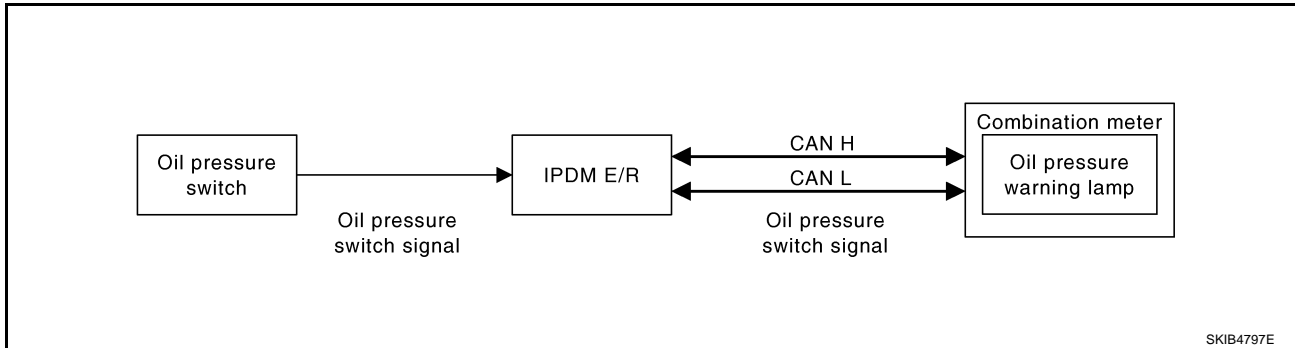 Oil pressure
switch
Oil pressure
switch signal
IPDM E/R
CAN H
CAN L
Oil pressure
switch signal
Combination meter
Oil pressure
warning lamp
SKIB4797E